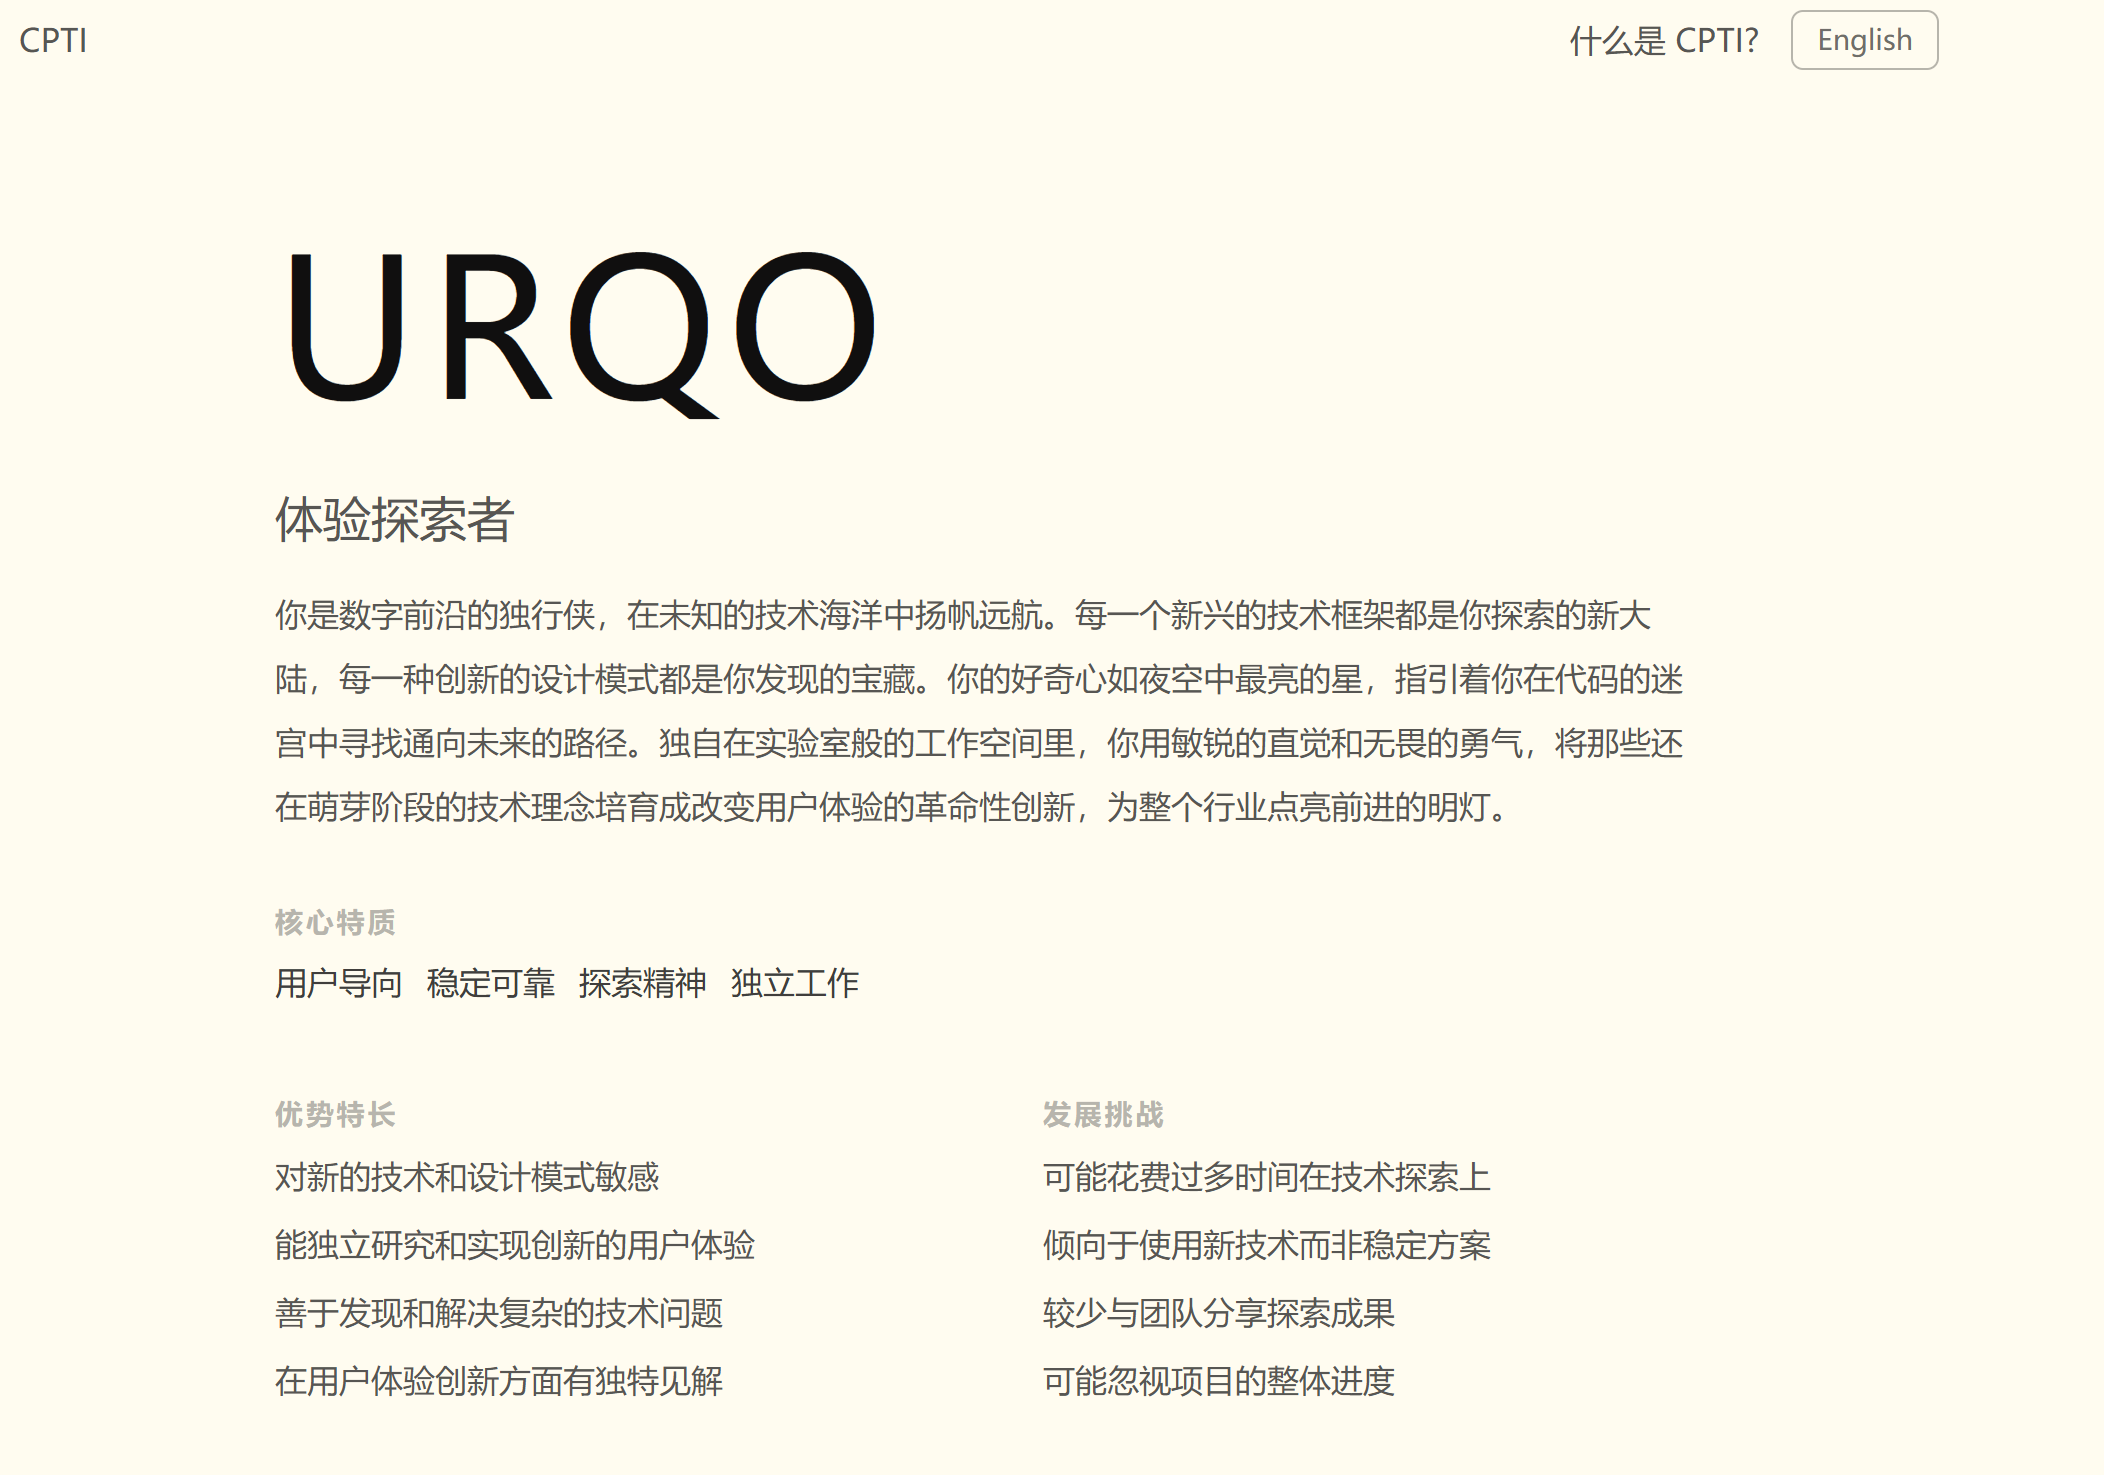 CPTI
什么是 CPTI?
English
URQO
体验探索者
你是数字前沿的独行侠，在未知的技术海洋中扬帆远航。每一个新兴的技术框架都是你探索的新大
陆，每一种创新的设计模式都是你发现的宝藏。你的好奇心如夜空中最亮的星，指引着你在代码的迷
宫中寻找通向未来的路径。独自在实验室般的工作空间里，你用敏锐的直觉和无畏的勇气，将那些还
在萌芽阶段的技术理念培育成改变用户体验的革命性创新，为整个行业点亮前进的明灯。
核心特质
用户导向 稳定可靠 探索精神 独立工作
优势特长
对新的技术和设计模式敏感
能独立研究和实现创新的用户体验
善于发现和解决复杂的技术问题
在用户体验创新方面有独特见解
发展挑战
可能花费过多时间在技术探索上
倾向于使用新技术而非稳定方案
较少与团队分享探索成果
可能忽视项目的整体进度